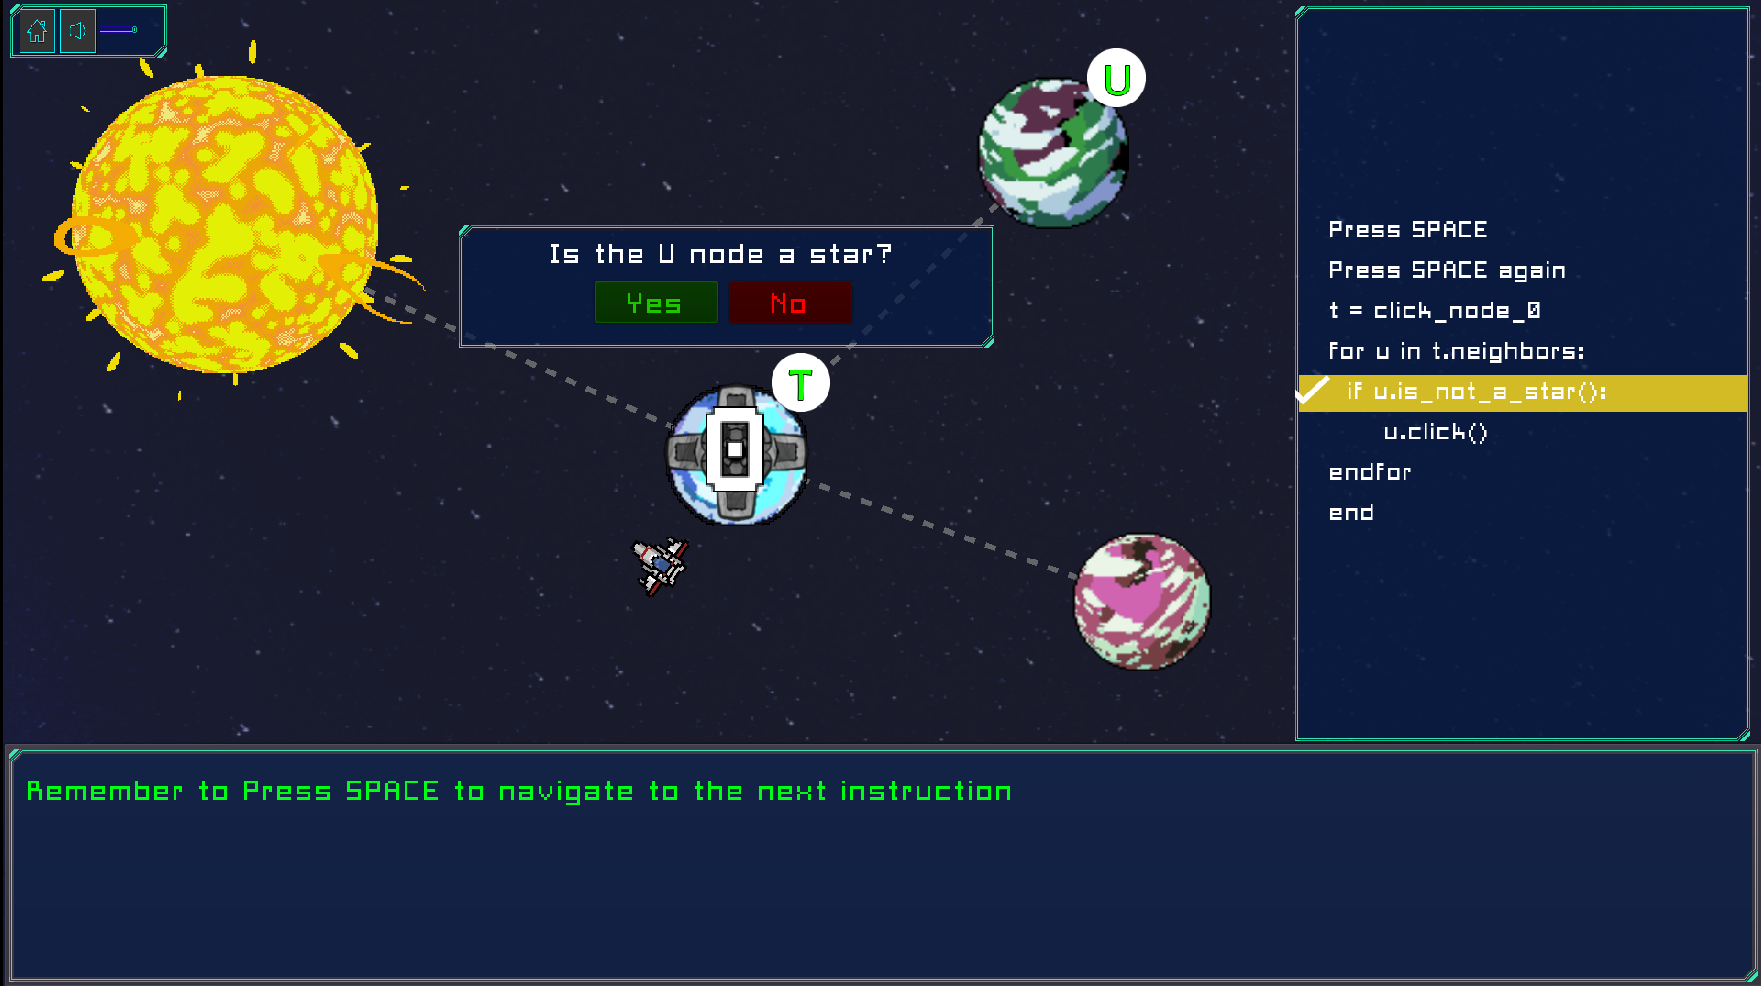 U
Is the U node a star?
Yes
No
T
Press SPACE
Press SPACE again
t = click_node_0
for u in t.neighbors:
if u.is_not_a_star():
u.click()
endfor
end
Remember to Press SPACE to navigate to the next instruction